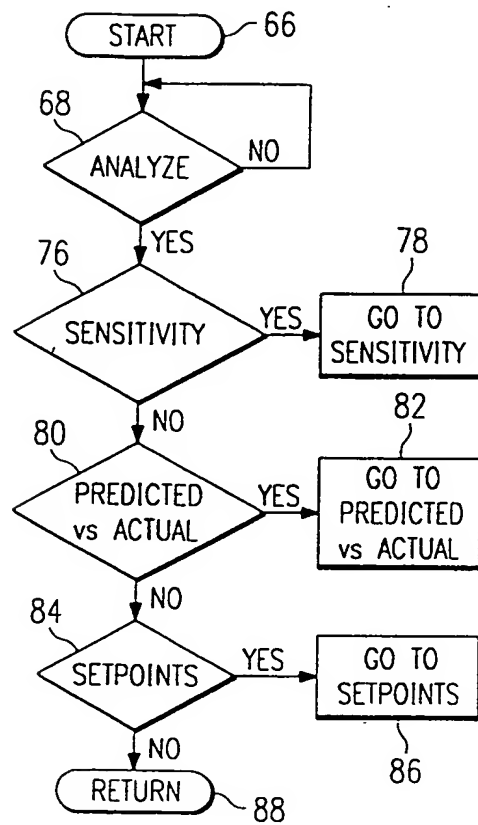 START
66
68
ANALYZE
NO
YES
76
SENSITIVITY
YES
78
GO TO
SENSITIVITY
NO
80
PREDICTED
vs ACTUAL
YES
82
GO TO
PREDICTED
vs ACTUAL
NO
84
SETPOINTS
YES
GO TO
SETPOINTS
86
NO
RETURN
88